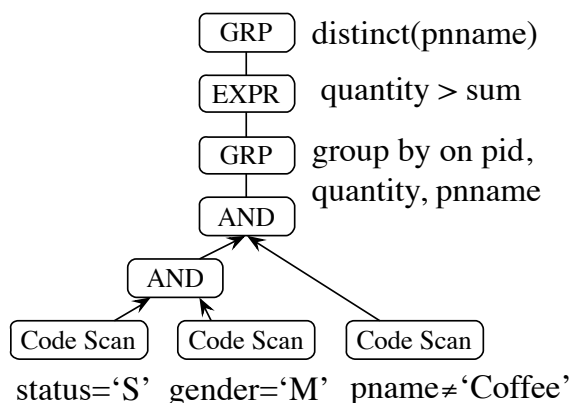 GRP distinct(pnname)
EXPR quantity > sum
GRP group by on pid,
quantity, pnname
AND
AND
Code Scan Code Scan Code Scan
status=‘S’ gender=‘M’ pname≠‘Coffee’